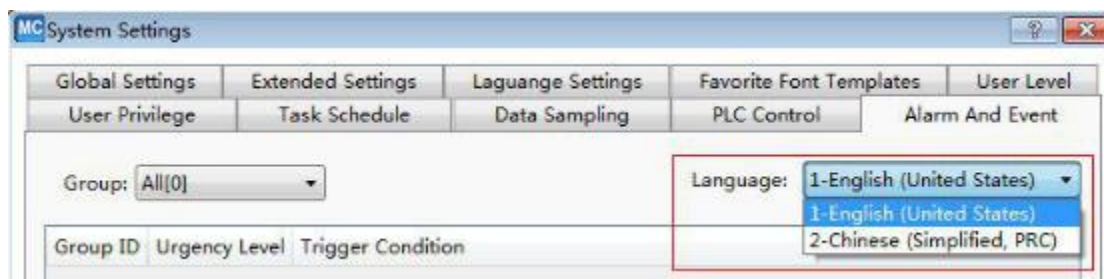 MC System Settings
Global Settings Extended Settings Laguange Settings Favorite Font Templates User Level
User Privilege Task Schedule Data Sampling PLC Control Alarm And Event
Group: All[0] Language: 1-English (United States)
1-English (United States)
2-Chinese (Simplified, PRC)
Group ID Urgency Level Trigger Condition